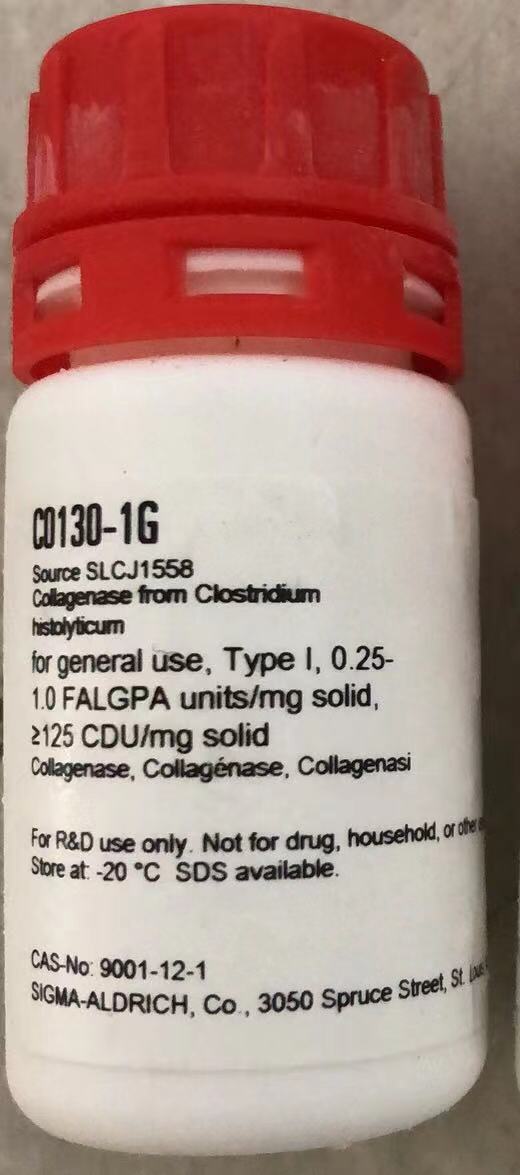 C0130-1G
Source SLCJ1558
Collagenase from Clostridium
histolyticum
for general use, Type I, 0.25-
1.0 FALGPA units/mg solid,
≥125 CDU/mg solid
Collagenase, Collagénase, Collagenasi
For R&D use only. Not for drug, household, or other
Store at: -20 °C SDS available.
CAS-No: 9001-12-1
SIGMA-ALDRICH, Co., 3050 Spruce Street, St. Louis